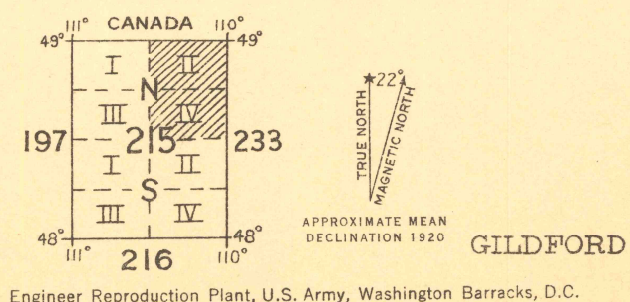 111° CANADA 110°
49° 49°
I II
N
III IV
197 215 233
I II
S
III IV
48° 48°
111° 110°
216
★ 22°
TRUE NORTH
MAGNETIC NORTH
APPROXIMATE MEAN
DECLINATION 1920
GILDFORD
Engineer Reproduction Plant, U.S. Army, Washington Barracks, D.C.